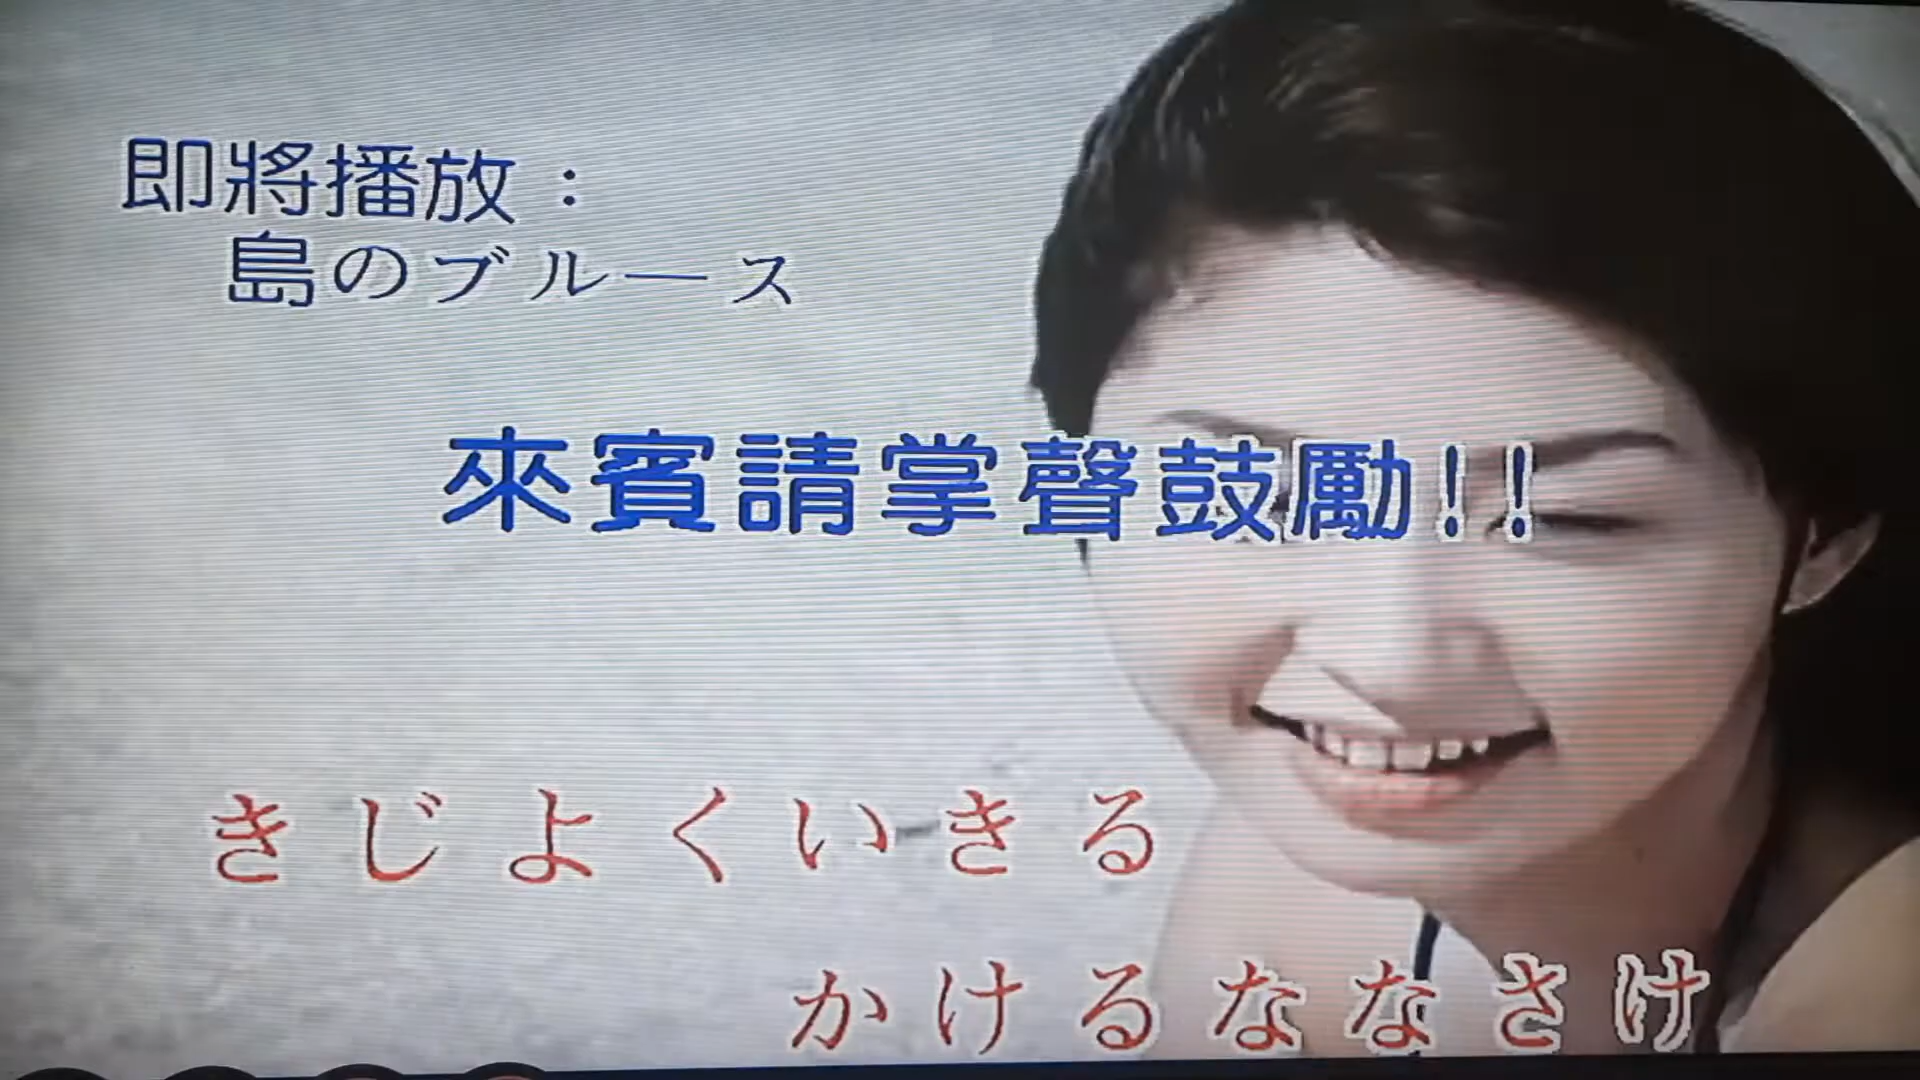 即將播放：
島のブルース
來賓請掌聲鼓勵!!
きじよくいきる
かけるななさけ